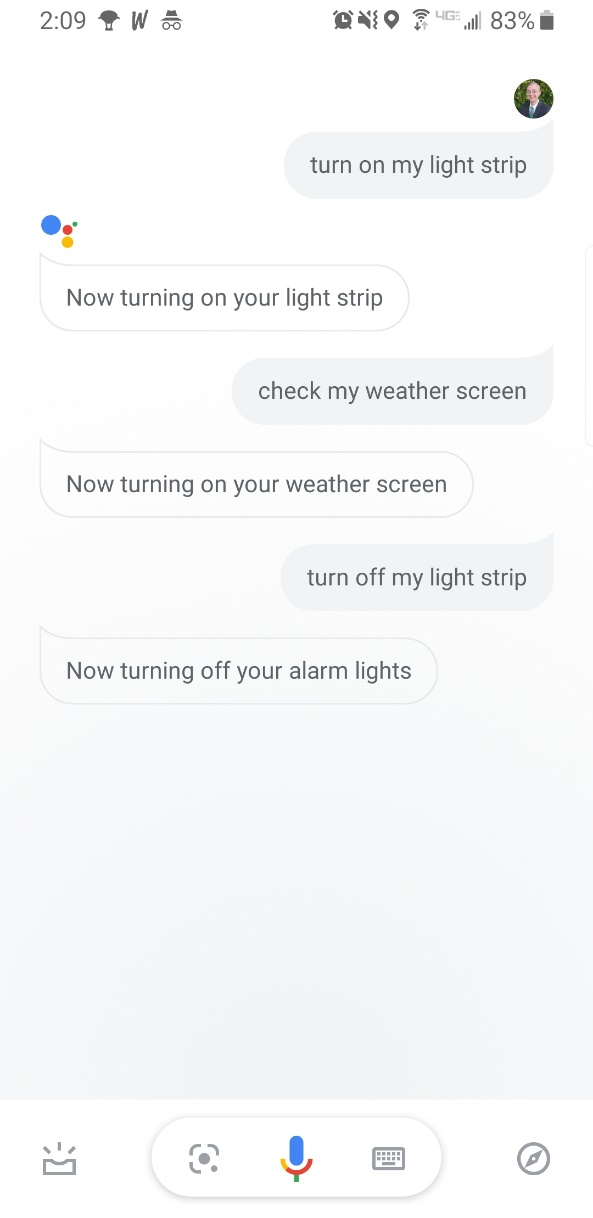 2:09 W 4GE 83%
turn on my light strip
Now turning on your light strip
check my weather screen
Now turning on your weather screen
turn off my light strip
Now turning off your alarm lights